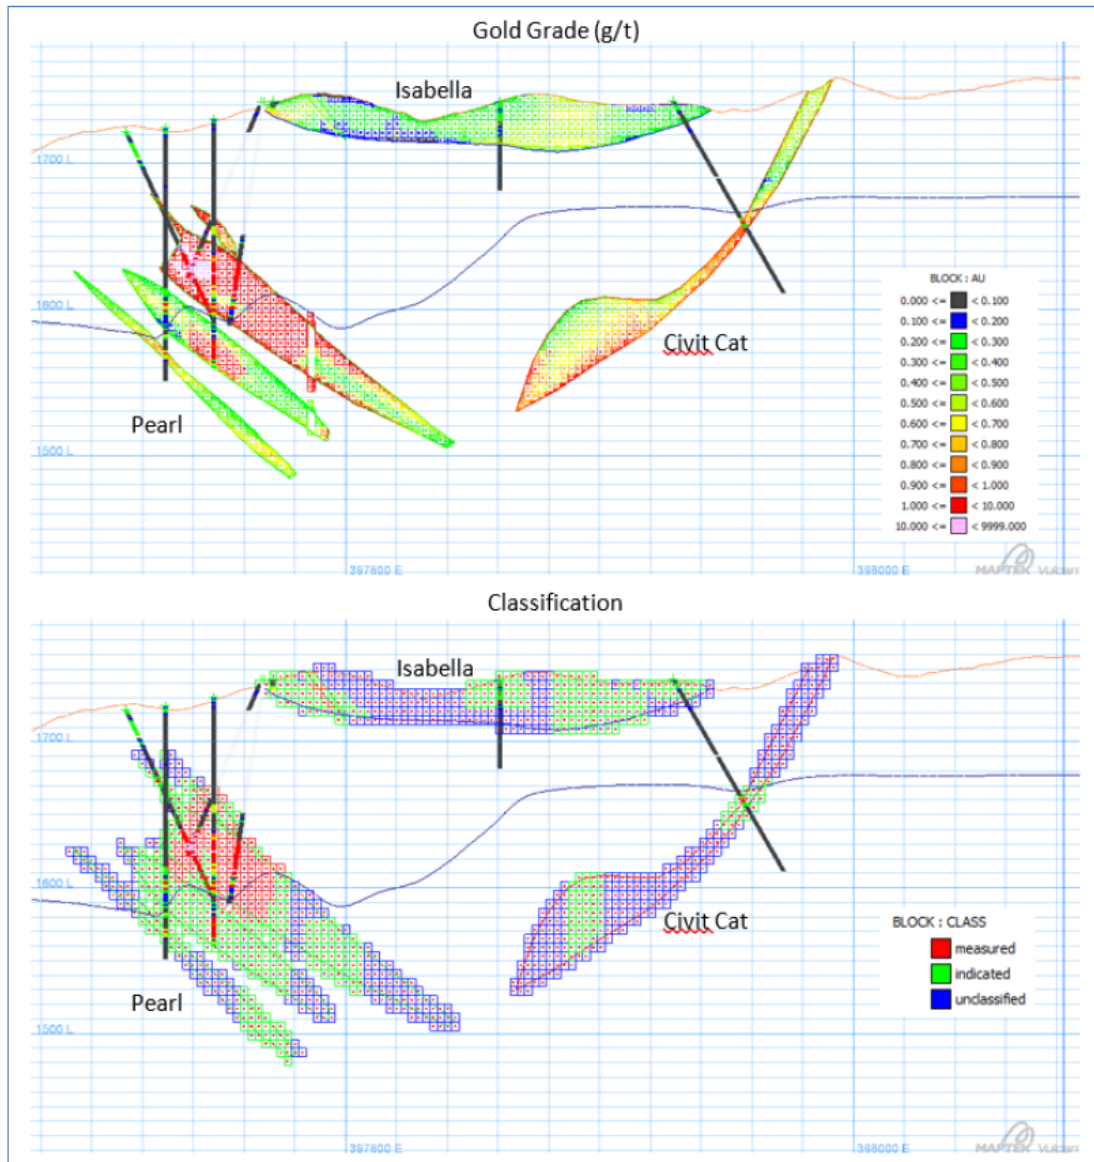 Gold Grade (g/t)
Isabella
1700 L
1600 L
Civit Cat
Pearl
1500 L
BLOCK : AU
0.000 <= < 0.100
0.100 <= < 0.200
0.200 <= < 0.300
0.300 <= < 0.400
0.400 <= < 0.500
0.500 <= < 0.600
0.600 <= < 0.700
0.700 <= < 0.800
0.800 <= < 0.900
0.900 <= < 1.000
1.000 <= < 10.000
10.000 <= < 9999.000
397800 E
398000 E
MAPTEK Vulcan
Classification
Isabella
1700 L
1600 L
Civit Cat
Pearl
1500 L
BLOCK : CLASS
measured
indicated
unclassified
397800 E
398000 E
MAPTEK Vulcan